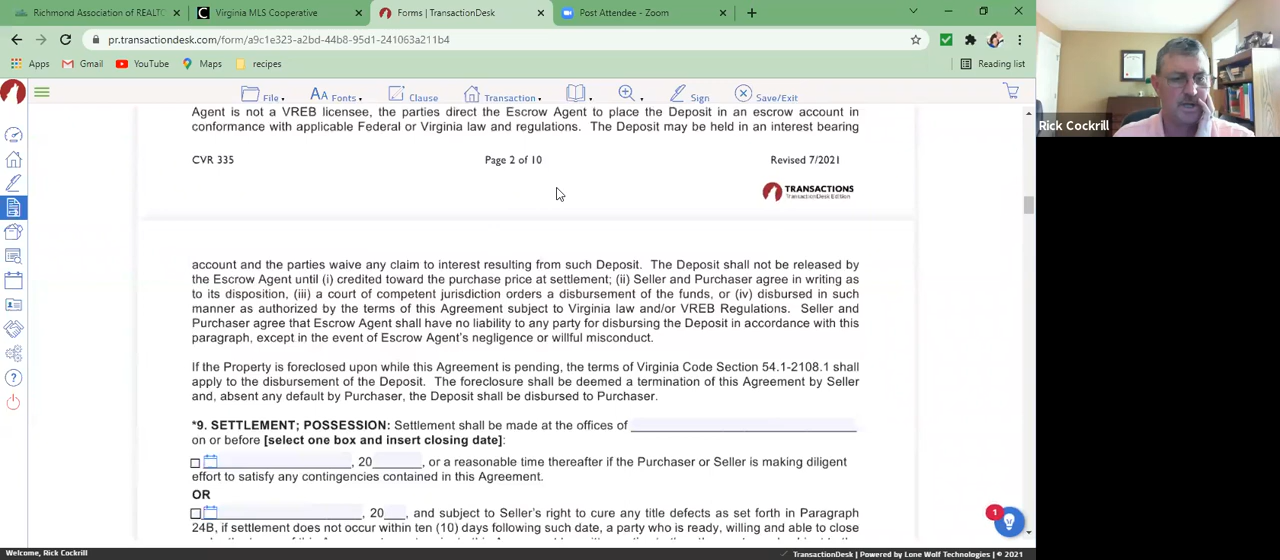 Richmond Association of REALTO
Virginia MLS Cooperative
Forms | TransactionDesk
Post Attendee - Zoom
pr.transactiondesk.com/form/a9c1e323-a2bd-44b8-95d1-241063a211b4
Apps
Gmail
YouTube
Maps
recipes
Reading list
File
Fonts
Clause
Transaction
Sign
Save/Exit
Rick Cockrill
Agent is not a VREB licensee, the parties direct the Escrow Agent to place the Deposit in an escrow account in
conformance with applicable Federal or Virginia law and regulations. The Deposit may be held in an interest bearing
CVR 335
Page 2 of 10
Revised 7/2021
TRANSACTIONS
TransactionDesk Edition
account and the parties waive any claim to interest resulting from such Deposit. The Deposit shall not be released by
the Escrow Agent until (i) credited toward the purchase price at settlement; (ii) Seller and Purchaser agree in writing as
to its disposition, (iii) a court of competent jurisdiction orders a disbursement of the funds, or (iv) disbursed in such
manner as authorized by the terms of this Agreement subject to Virginia law and/or VREB Regulations. Seller and
Purchaser agree that Escrow Agent shall have no liability to any party for disbursing the Deposit in accordance with this
paragraph, except in the event of Escrow Agent's negligence or willful misconduct.
If the Property is foreclosed upon while this Agreement is pending, the terms of Virginia Code Section 54.1-2108.1 shall
apply to the disbursement of the Deposit. The foreclosure shall be deemed a termination of this Agreement by Seller
and, absent any default by Purchaser, the Deposit shall be disbursed to Purchaser.
*9. SETTLEMENT; POSSESSION: Settlement shall be made at the offices of
on or before [select one box and insert closing date]:
, 20 , or a reasonable time thereafter if the Purchaser or Seller is making diligent
effort to satisfy any contingencies contained in this Agreement.
OR
, 20 , and subject to Seller's right to cure any title defects as set forth in Paragraph
24B, if settlement does not occur within ten (10) days following such date, a party who is ready, willing and able to close
1
Welcome, Rick Cockrill
TransactionDesk | Powered by Lone Wolf Technologies | © 2021